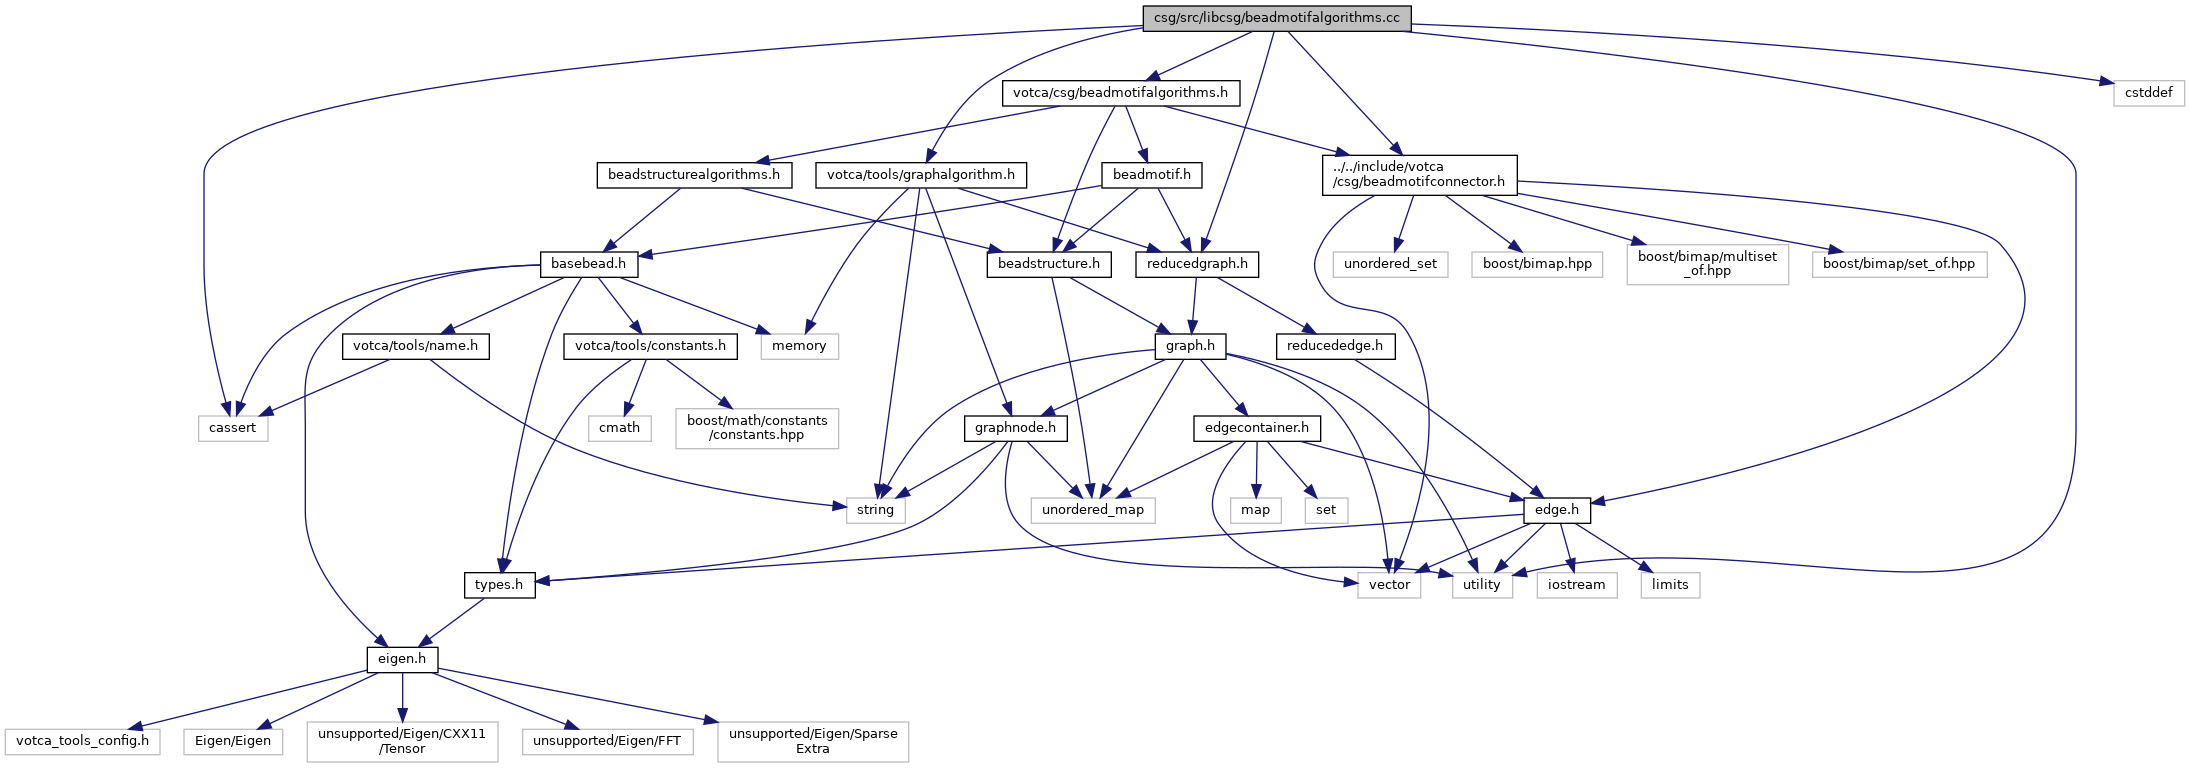 csg/src/libcsg/beadmotifalgorithms.cc
votca/csg/beadmotifalgorithms.h
cstddef
beadstructurealgorithms.h
votca/tools/graphalgorithm.h
beadmotif.h
../../include/votca
/csg/beadmotifconnector.h
basebead.h
beadstructure.h
reducedgraph.h
unordered_set
boost/bimap.hpp
boost/bimap/multiset
_of.hpp
boost/bimap/set_of.hpp
votca/tools/name.h
votca/tools/constants.h
memory
graph.h
reducededge.h
cassert
cmath
boost/math/constants
/constants.hpp
graphnode.h
edgecontainer.h
string
unordered_map
map
set
edge.h
types.h
vector
utility
iostream
limits
eigen.h
votca_tools_config.h
Eigen/Eigen
unsupported/Eigen/CXX11
/Tensor
unsupported/Eigen/FFT
unsupported/Eigen/Sparse
Extra